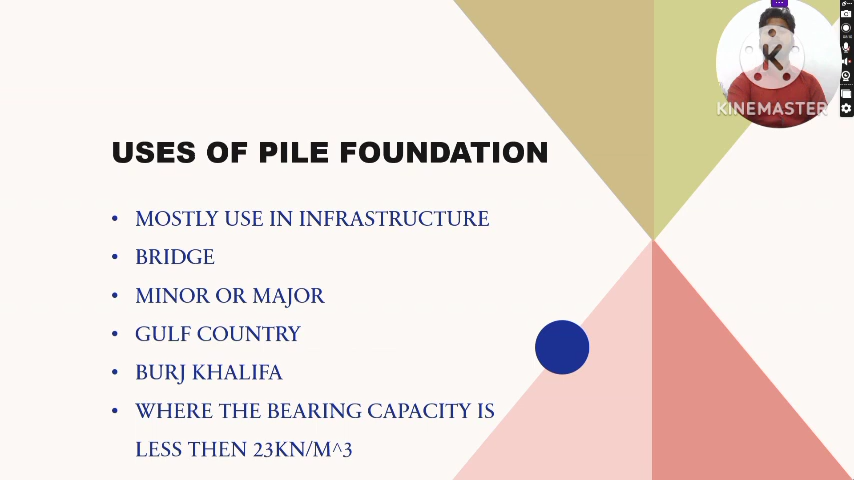 KINEMASTER
USES OF PILE FOUNDATION
• MOSTLY USE IN INFRASTRUCTURE
• BRIDGE
• MINOR OR MAJOR
• GULF COUNTRY
• BURJ KHALIFA
• WHERE THE BEARING CAPACITY IS
LESS THEN 23KN/M^3